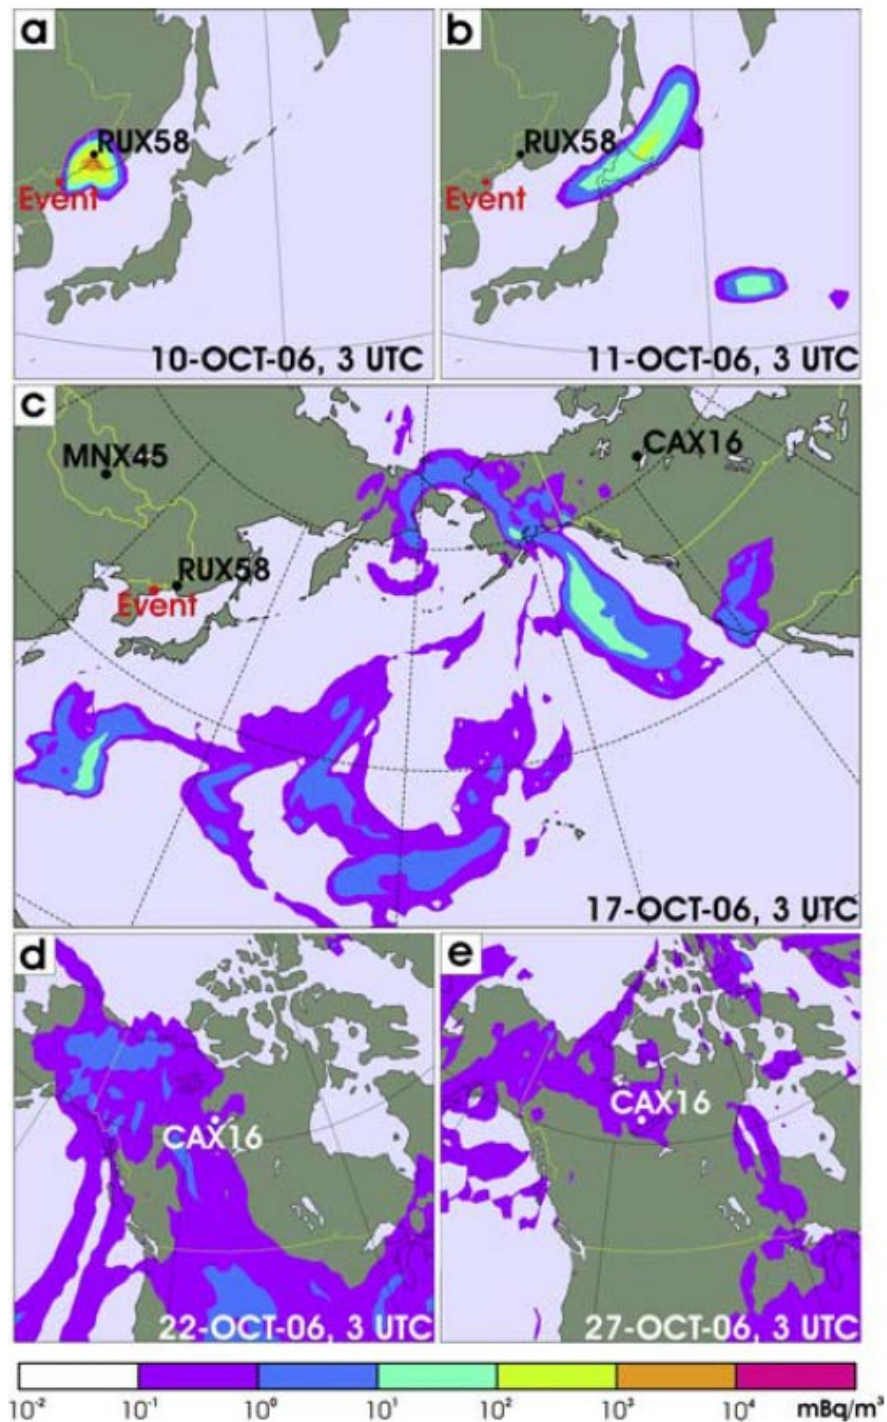 a
RUX58
Event
10-OCT-06, 3 UTC
b
RUX58
Event
11-OCT-06, 3 UTC
c
MNX45
CAX16
RUX58
Event
17-OCT-06, 3 UTC
d
CAX16
22-OCT-06, 3 UTC
e
CAX16
27-OCT-06, 3 UTC
10⁻² 10⁻¹ 10⁰ 10¹ 10² 10³ 10⁴ mBq/m³